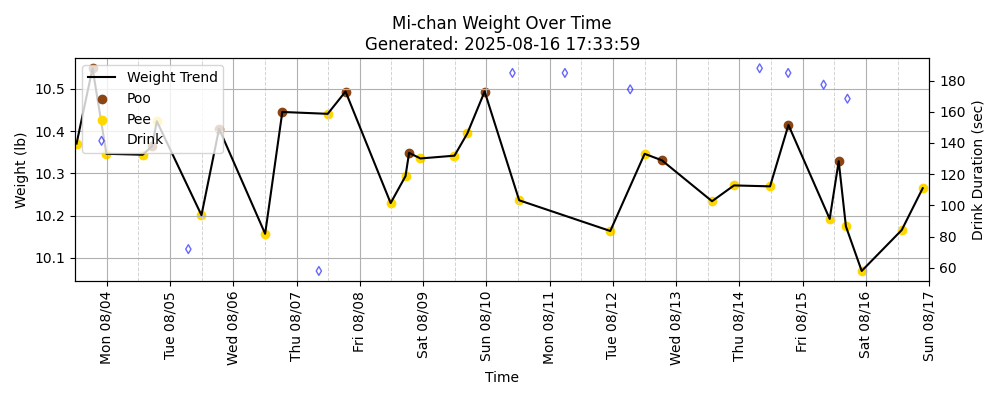 Mi-chan Weight Over Time
Generated: 2025-08-16 17:33:59
Weight Trend
Poo
Pee
Drink
Weight (lb)
10.5
10.4
10.3
10.2
10.1
Drink Duration (sec)
180
160
140
120
100
80
60
Mon 08/04
Tue 08/05
Wed 08/06
Thu 08/07
Fri 08/08
Sat 08/09
Sun 08/10
Mon 08/11
Tue 08/12
Wed 08/13
Thu 08/14
Fri 08/15
Sat 08/16
Sun 08/17
Time